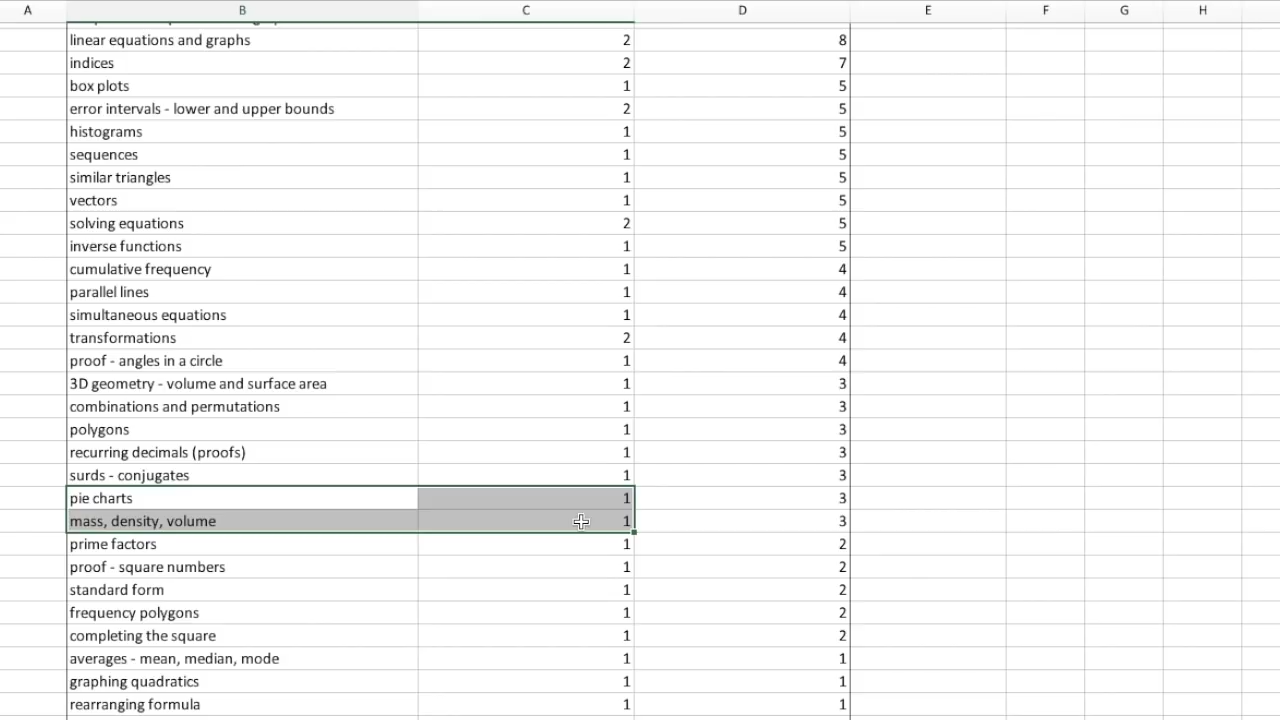 A B C D E F G H
linear equations and graphs 2 8
indices 2 7
box plots 1 5
error intervals - lower and upper bounds 2 5
histograms 1 5
sequences 1 5
similar triangles 1 5
vectors 1 5
solving equations 2 5
inverse functions 1 5
cumulative frequency 1 4
parallel lines 1 4
simultaneous equations 1 4
transformations 2 4
proof - angles in a circle 1 4
3D geometry - volume and surface area 1 3
combinations and permutations 1 3
polygons 1 3
recurring decimals (proofs) 1 3
surds - conjugates 1 3
pie charts 1 3
mass, density, volume 1 3
prime factors 1 2
proof - square numbers 1 2
standard form 1 2
frequency polygons 1 2
completing the square 1 2
averages - mean, median, mode 1 1
graphing quadratics 1 1
rearranging formula 1 1